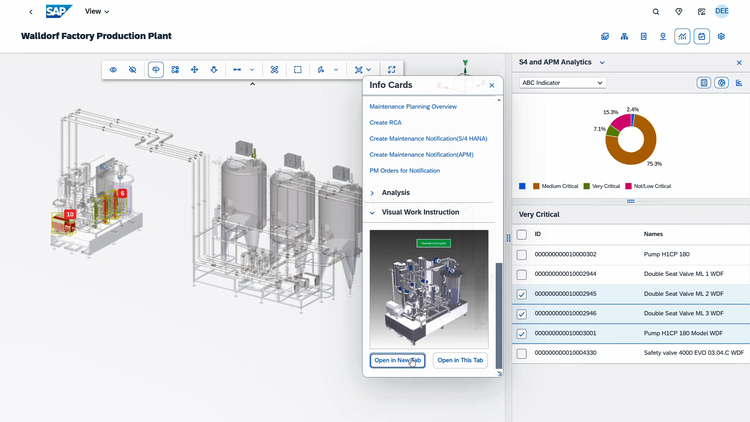 SAP
View
DEE
Walldorf Factory Production Plant
Y
S4 and APM Analytics
ABC Indicator
2.4%
15.3%
7.1%
75.3%
Medium Critical
Very Critical
Not/Low Critical
Info Cards
Maintenance Planning Overview
Create RCA
Create Maintenance Notification(S/4 HANA)
Create Maintenance Notification(APM)
PM Orders for Notification
Analysis
Visual Work Instruction
Open in New Tab
Open in This Tab
6
10
Very Critical
ID Names
000000000010000302 Pump H1CP 180
000000000010002944 Double Seat Valve ML 1 WDF
000000000010002945 Double Seat Valve ML 2 WDF
000000000010002946 Double Seat Valve ML 3 WDF
000000000010003001 Pump H1CP 180 Model WDF
000000000010004330 Safety valve 4000 EVO 03.04.C WDF